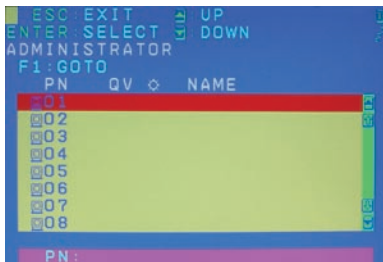 ESC:EXIT UP
ENTER:SELECT DOWN
ADMINISTRATOR
F1:GOTO
PN QV NAME
01
02
03
04
05
06
07
08
PN: